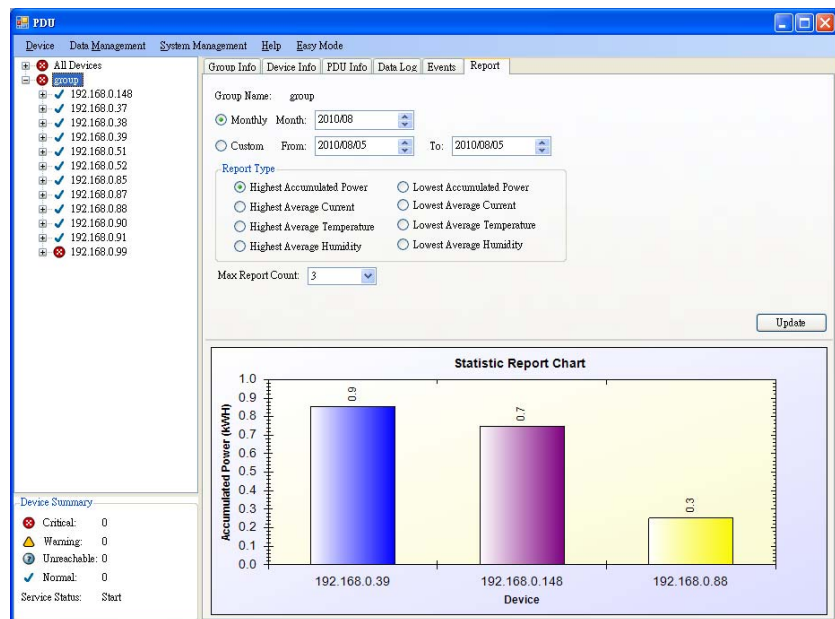 PDU
Device Data Management System Management Help Easy Mode
All Devices
group
192.168.0.148
192.168.0.37
192.168.0.38
192.168.0.39
192.168.0.51
192.168.0.52
192.168.0.85
192.168.0.87
192.168.0.88
192.168.0.90
192.168.0.91
192.168.0.99
Device Summary
Critical: 0
Warning: 0
Unreachable: 0
Normal: 0
Service Status: Start
Group Info Device Info PDU Info Data Log Events Report
Group Name: group
Monthly Month: 2010/08
Custom From: 2010/08/05 To: 2010/08/05
Report Type
Highest Accumulated Power Lowest Accumulated Power
Highest Average Current Lowest Average Current
Highest Average Temperature Lowest Average Temperature
Highest Average Humidity Lowest Average Humidity
Max Report Count: 3
Update
Statistic Report Chart
Accumulated Power (kWH)
1.0
0.9
0.8
0.7
0.6
0.5
0.4
0.3
0.2
0.1
0.0
0.9
0.7
0.3
192.168.0.39 192.168.0.148 192.168.0.88
Device